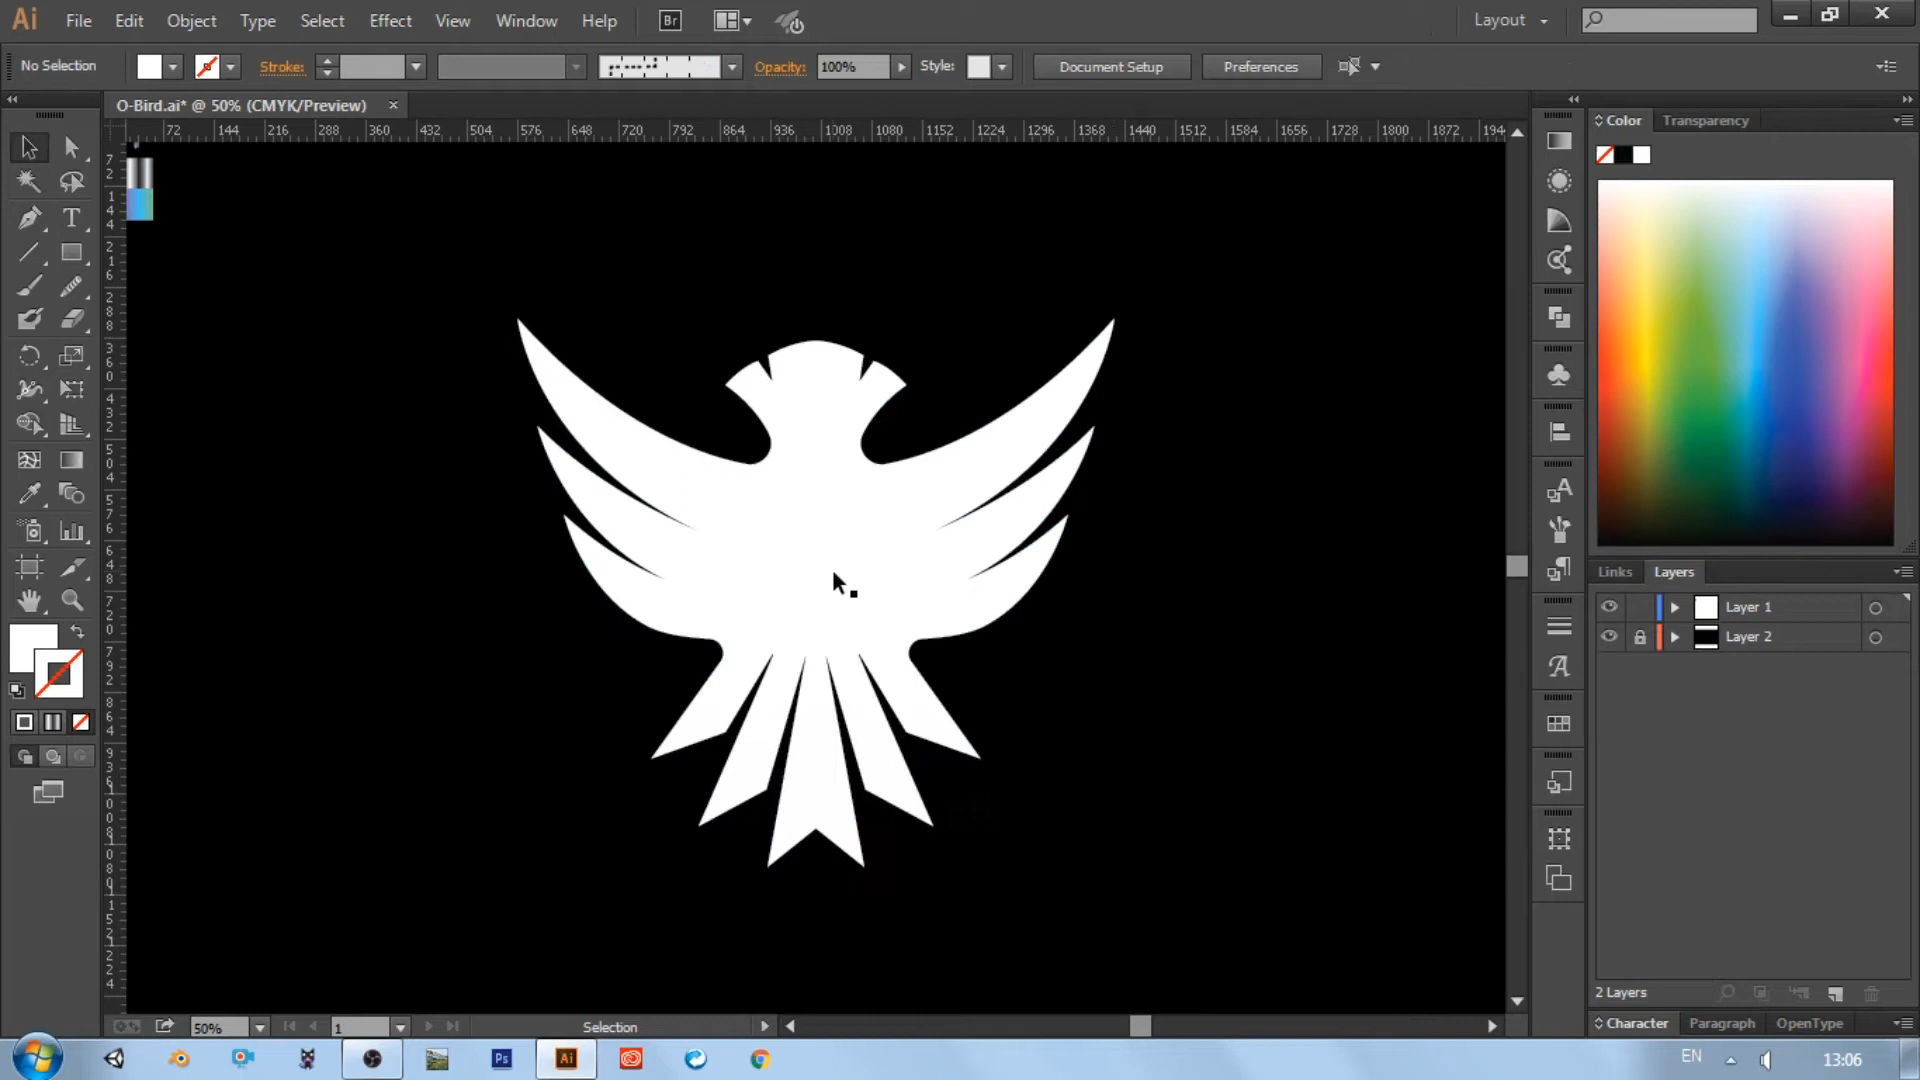 Ai File Edit Object Type Select Effect View Window Help Br Layout
No Selection Stroke: Opacity: 100% Style: Document Setup Preferences
O-Bird.ai* @ 50% (CMYK/Preview)
72 144 216 288 360 432 504 576 648 720 792 864 936 1008 1080 1152 1224 1296 1368 1440 1512 1584 1656 1728 1800 1872 194
Color Transparency
Links Layers
Layer 1
Layer 2
2 Layers
Character Paragraph OpenType
50% 1 Selection
Ps Ai EN 13:06